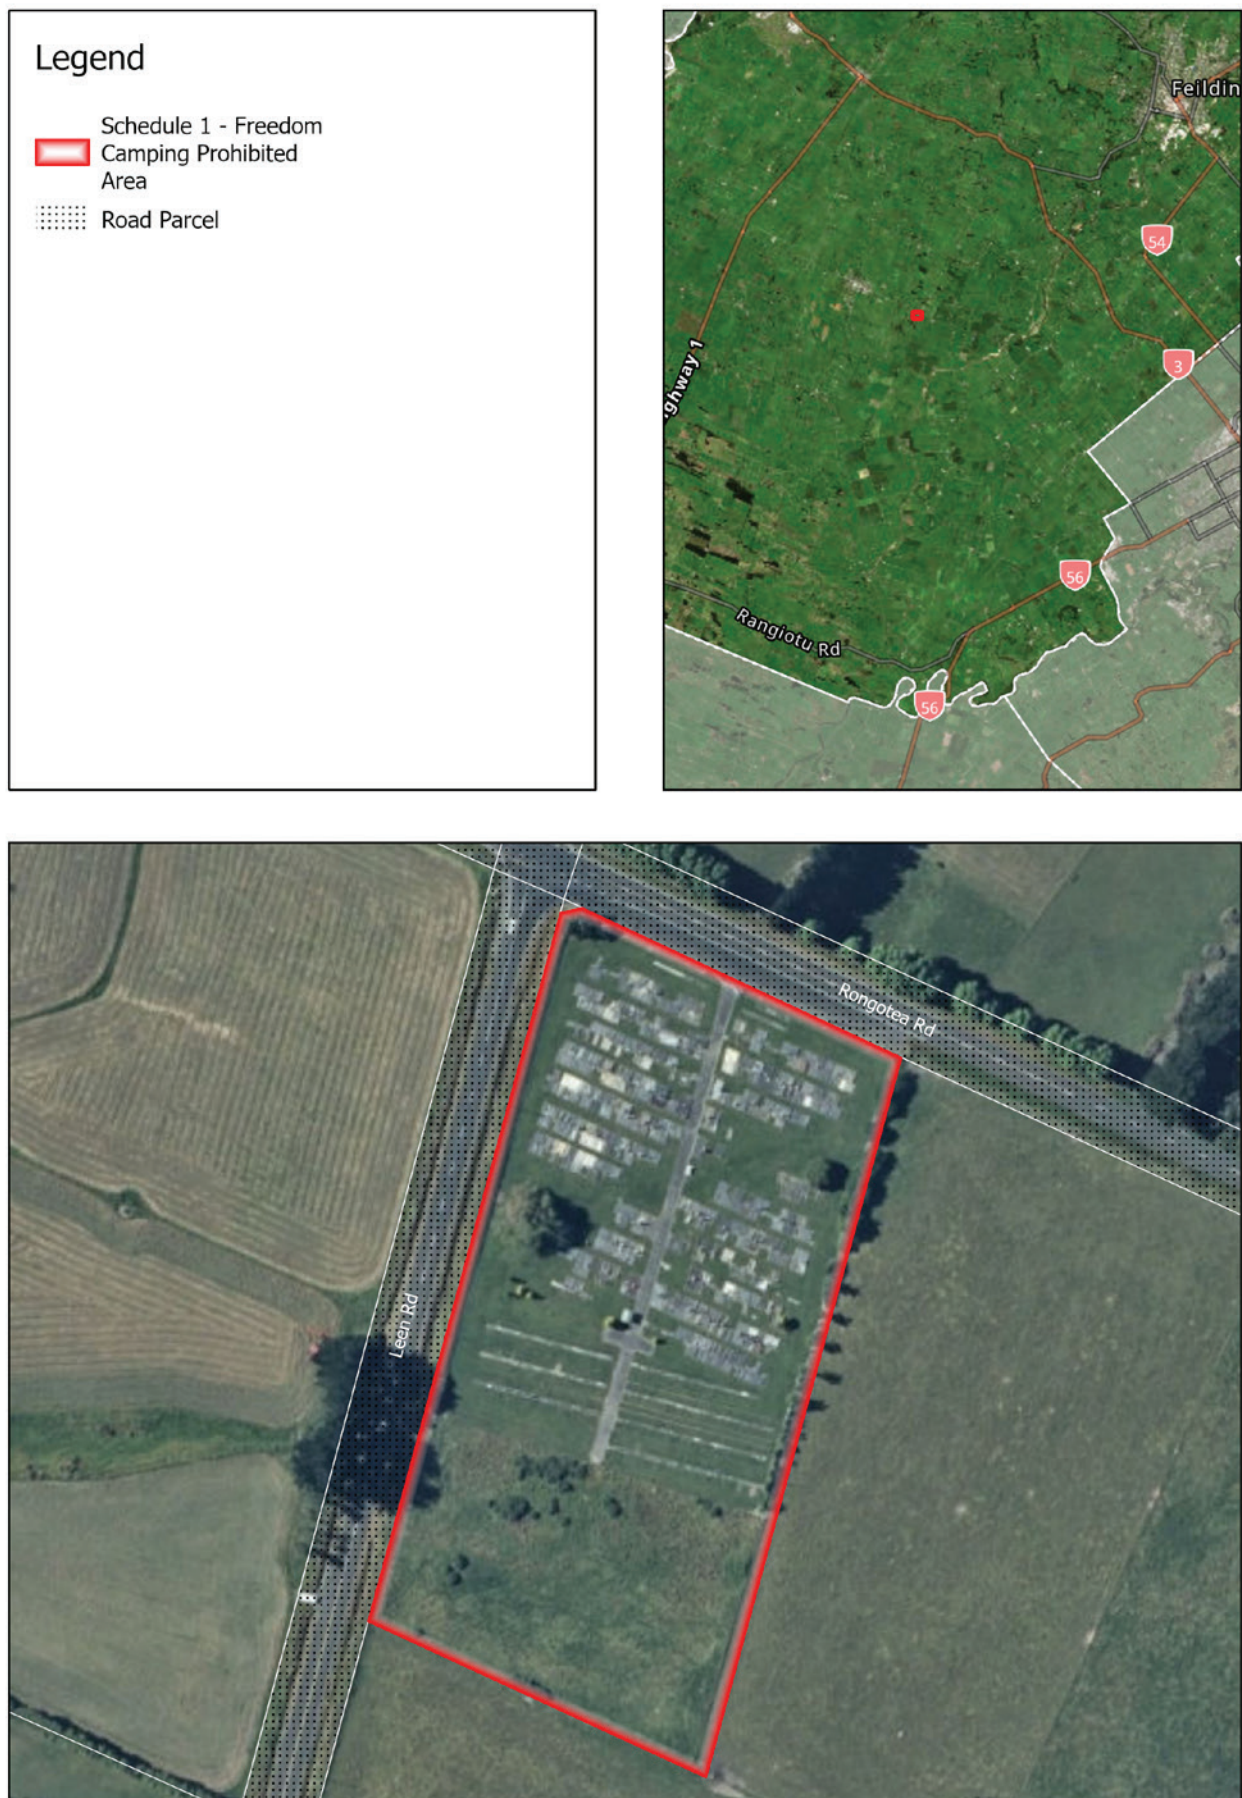 Legend
Schedule 1 - Freedom
Camping Prohibited
Area
Road Parcel
Feildin
54
3
ighway 1
56
Rangiotu Rd
56
Rongotea Rd
Leen Rd